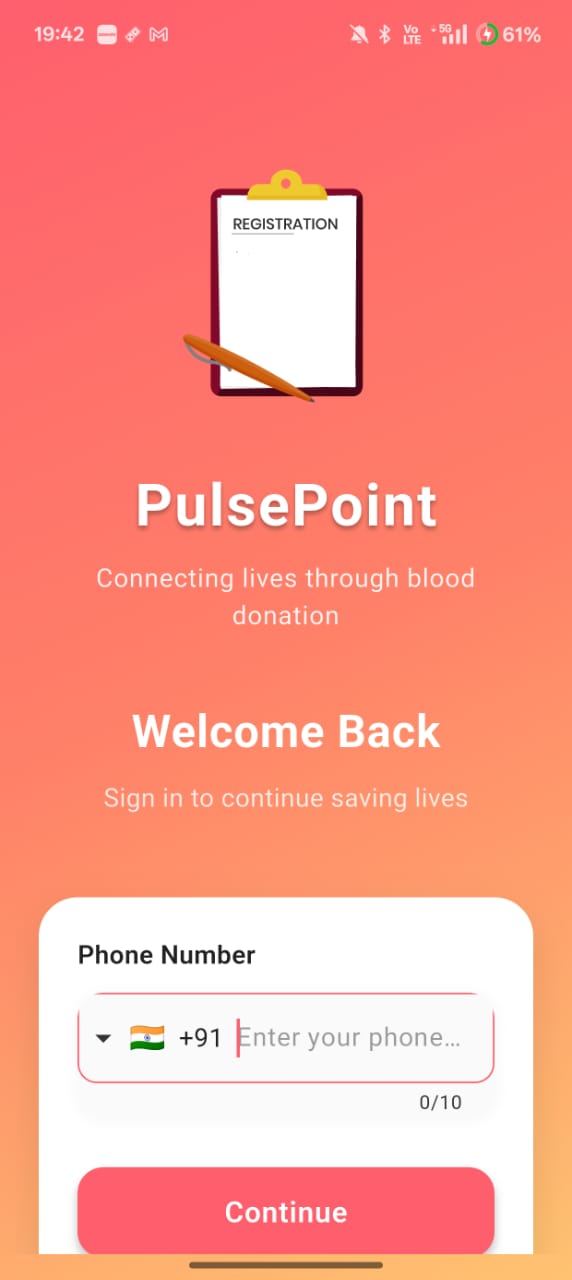 19:42
Vo
LTE
5G
61%
REGISTRATION
PulsePoint
Connecting lives through blood
donation
Welcome Back
Sign in to continue saving lives
Phone Number
+91 Enter your phone...
0/10
Continue